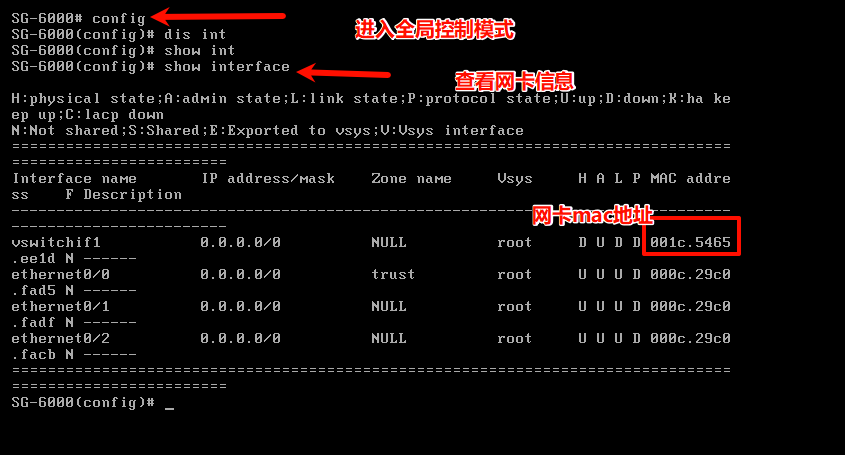 SG-6000# config
进入全局控制模式
SG-6000(config)# dis int
SG-6000(config)# show int
SG-6000(config)# show interface
查看网卡信息
H:physical state;A:admin state;L:link state;P:protocol state;U:up;D:down;K:ha ke
ep up;C:lacp down
N:Not shared;S:Shared;E:Exported to vsys;V:Vsys interface
================================================================================
========================
Interface name       IP address/mask    Zone name     Vsys     H A L P MAC addre
ss    F Description
--------------------------------------------------------------------------------
------------------------
网卡mac地址
vswitchif1           0.0.0.0/0          NULL          root     D U D D 001c.5465
.ee1d N ------
ethernet0/0          0.0.0.0/0          trust         root     U U U D 000c.29c0
.fad5 N ------
ethernet0/1          0.0.0.0/0          NULL          root     U U U D 000c.29c0
.fadf N ------
ethernet0/2          0.0.0.0/0          NULL          root     U U U D 000c.29c0
.facb N ------
================================================================================
========================
SG-6000(config)# _